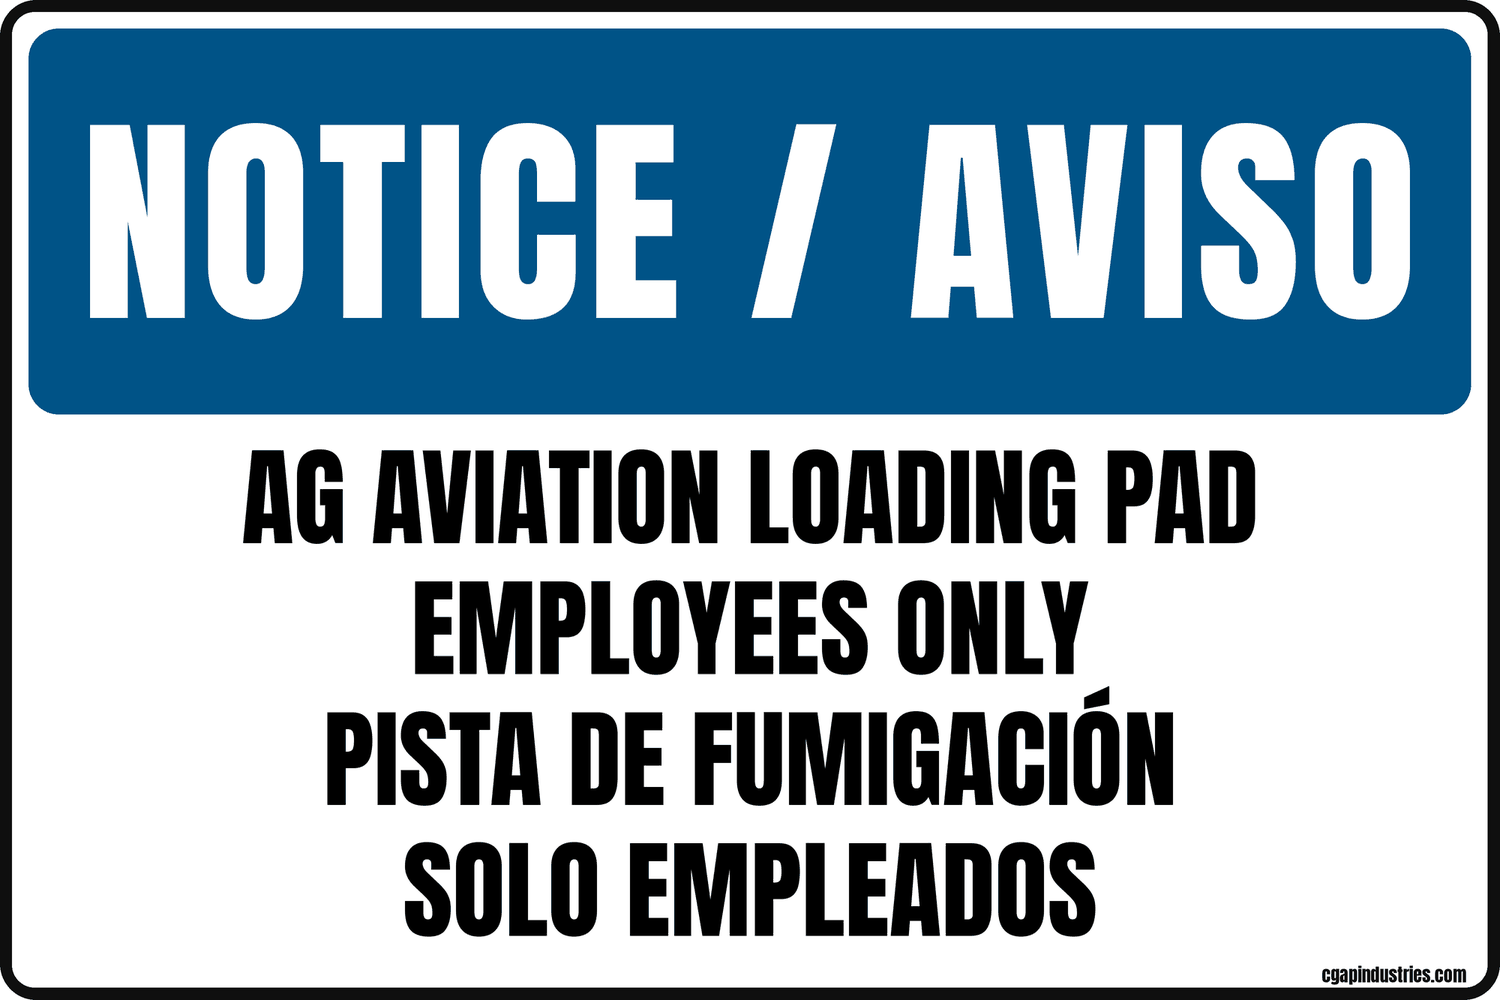 NOTICE / AVISO
AG AVIATION LOADING PAD
EMPLOYEES ONLY
PISTA DE FUMIGACIÓN
SOLO EMPLEADOS
cgapindustries.com